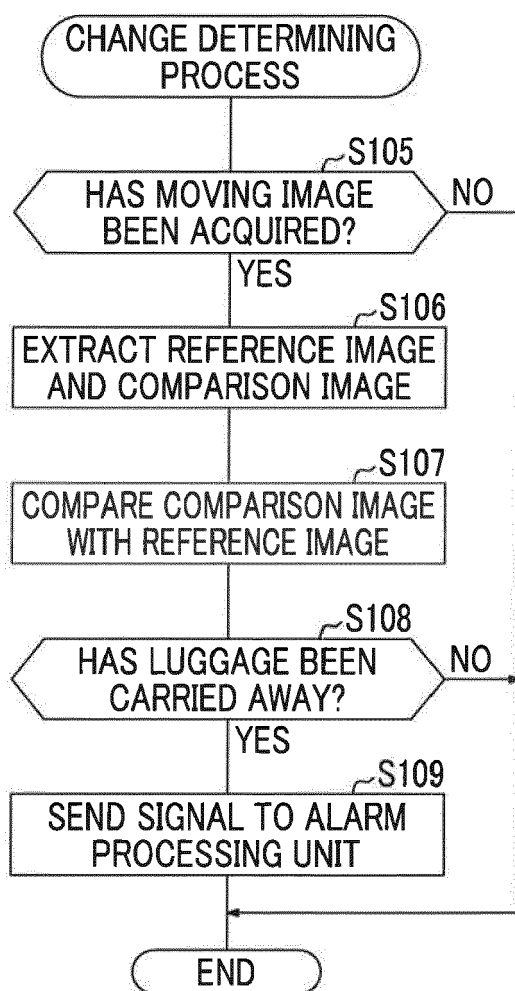 CHANGE DETERMINING
PROCESS
S105
HAS MOVING IMAGE
BEEN ACQUIRED?
NO
YES
S106
EXTRACT REFERENCE IMAGE
AND COMPARISON IMAGE
S107
COMPARE COMPARISON IMAGE
WITH REFERENCE IMAGE
S108
HAS LUGGAGE BEEN
CARRIED AWAY?
NO
YES
S109
SEND SIGNAL TO ALARM
PROCESSING UNIT
END